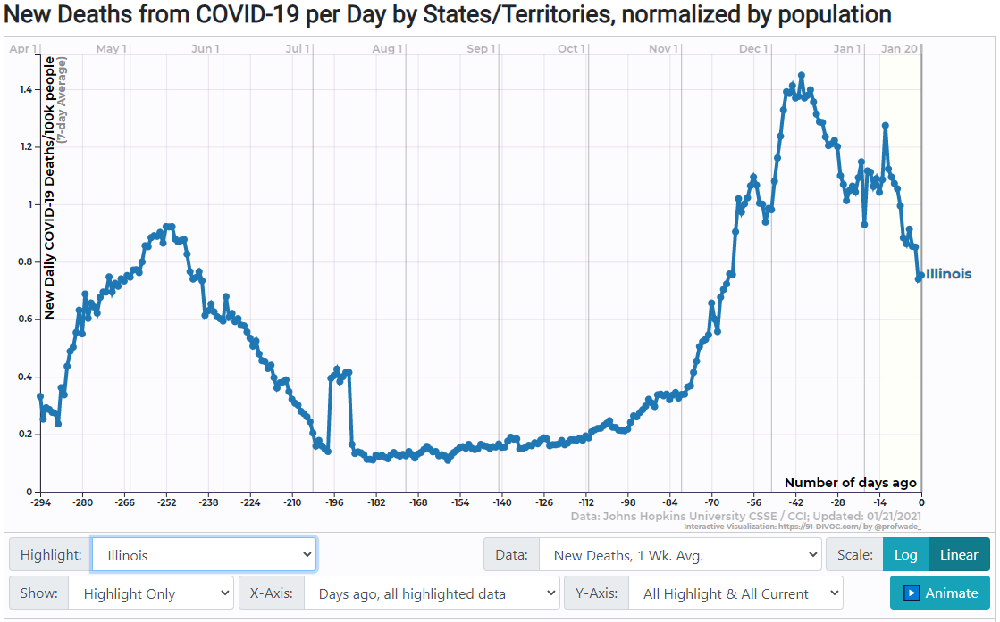 New Deaths from COVID-19 per Day by States/Territories, normalized by population
Apr 1 May 1 Jun 1 Jul 1 Aug 1 Sep 1 Oct 1 Nov 1 Dec 1 Jan 1 Jan 20
New Daily COVID-19 Deaths/100k people
(7-day Average)
1.4
1.2
1
0.8
0.6
0.4
0.2
0
Illinois
Number of days ago
-294 -280 -266 -252 -238 -224 -210 -196 -182 -168 -154 -140 -126 -112 -98 -84 -70 -56 -42 -28 -14 0
Data: Johns Hopkins University CSSE / CCI; Updated: 01/21/2021
Interactive Visualization: https://91-DIVOC.com/ by @profwade_
Highlight: Illinois Data: New Deaths, 1 Wk. Avg. Scale: Log Linear
Show: Highlight Only X-Axis: Days ago, all highlighted data Y-Axis: All Highlight & All Current Animate